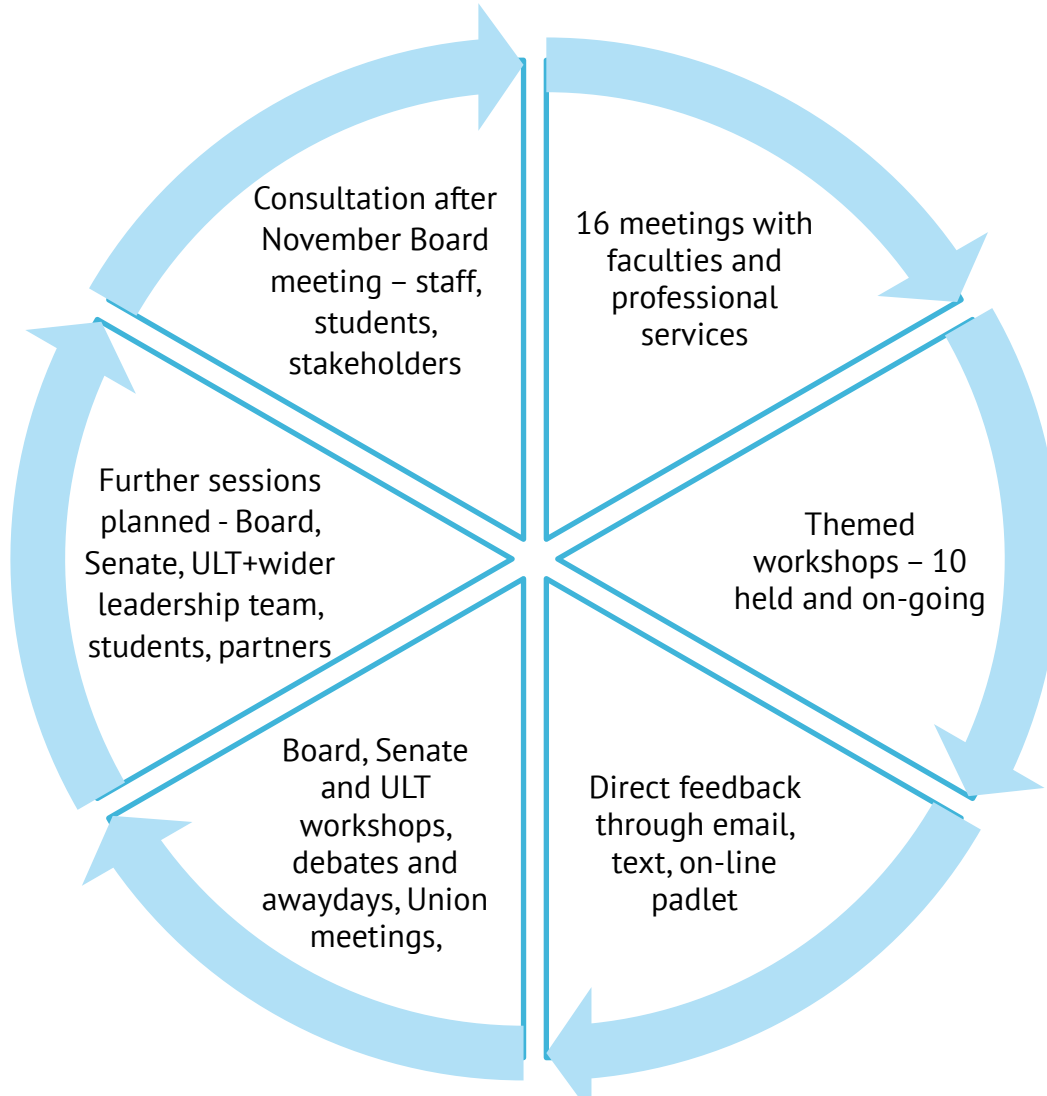 Consultation after
November Board
meeting – staff,
students,
stakeholders
16 meetings with
faculties and
professional
services
Further sessions
planned - Board,
Senate, ULT+wider
leadership team,
students, partners
Themed
workshops – 10
held and on-going
Board, Senate
and ULT
workshops,
debates and
awaydays, Union
meetings,
Direct feedback
through email,
text, on-line
padlet